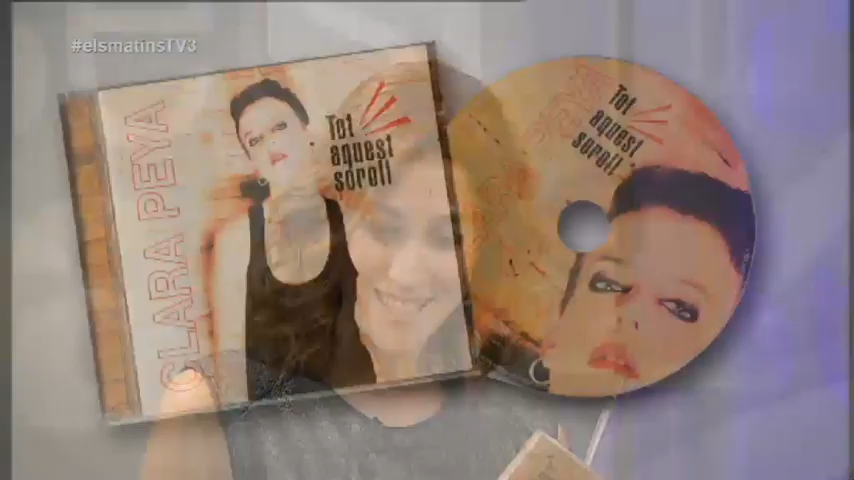 #elsmatinsTV3
CLARA PEYA
Tot
aquest
soroll
Tot
aquest
soroll